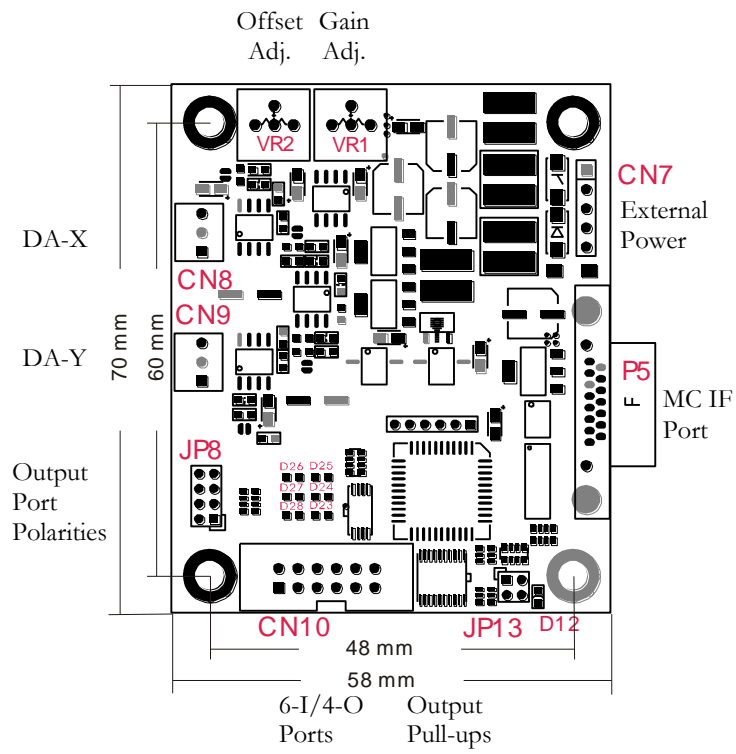 Offset Adj.
Gain Adj.
VR2
VR1
CN7
External
Power
DA-X
CN8
CN9
DA-Y
70 mm
60 mm
P5
F
MC IF
Port
JP8
Output
Port
Polarities
D26 D25
D27 D24
D28 D23
CN10
JP13
D12
48 mm
58 mm
6-I/4-O
Ports
Output
Pull-ups